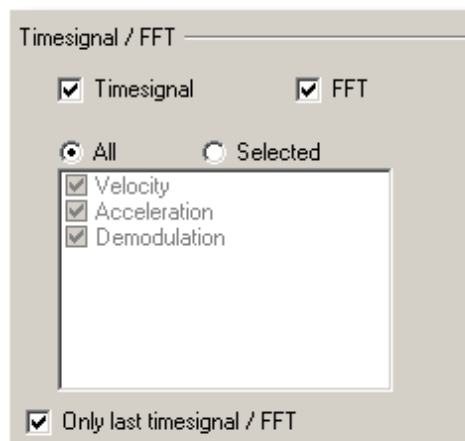 Timesignal / FFT
Timesignal FFT
All Selected
Velocity
Acceleration
Demodulation
Only last timesignal / FFT